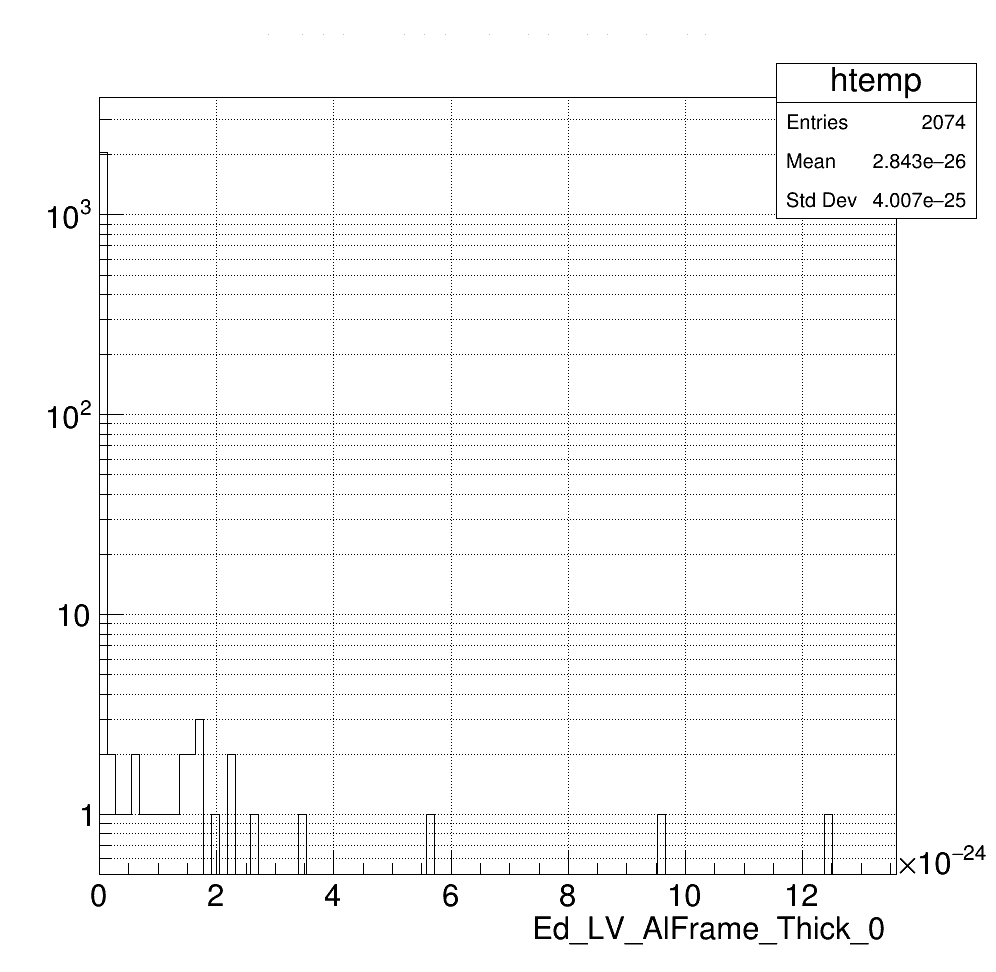 htemp
Entries 2074
Mean 2.843e–26
Std Dev 4.007e–25
10³
10²
10
1
0 2 4 6 8 10 12
×10⁻²⁴
Ed_LV_AlFrame_Thick_0